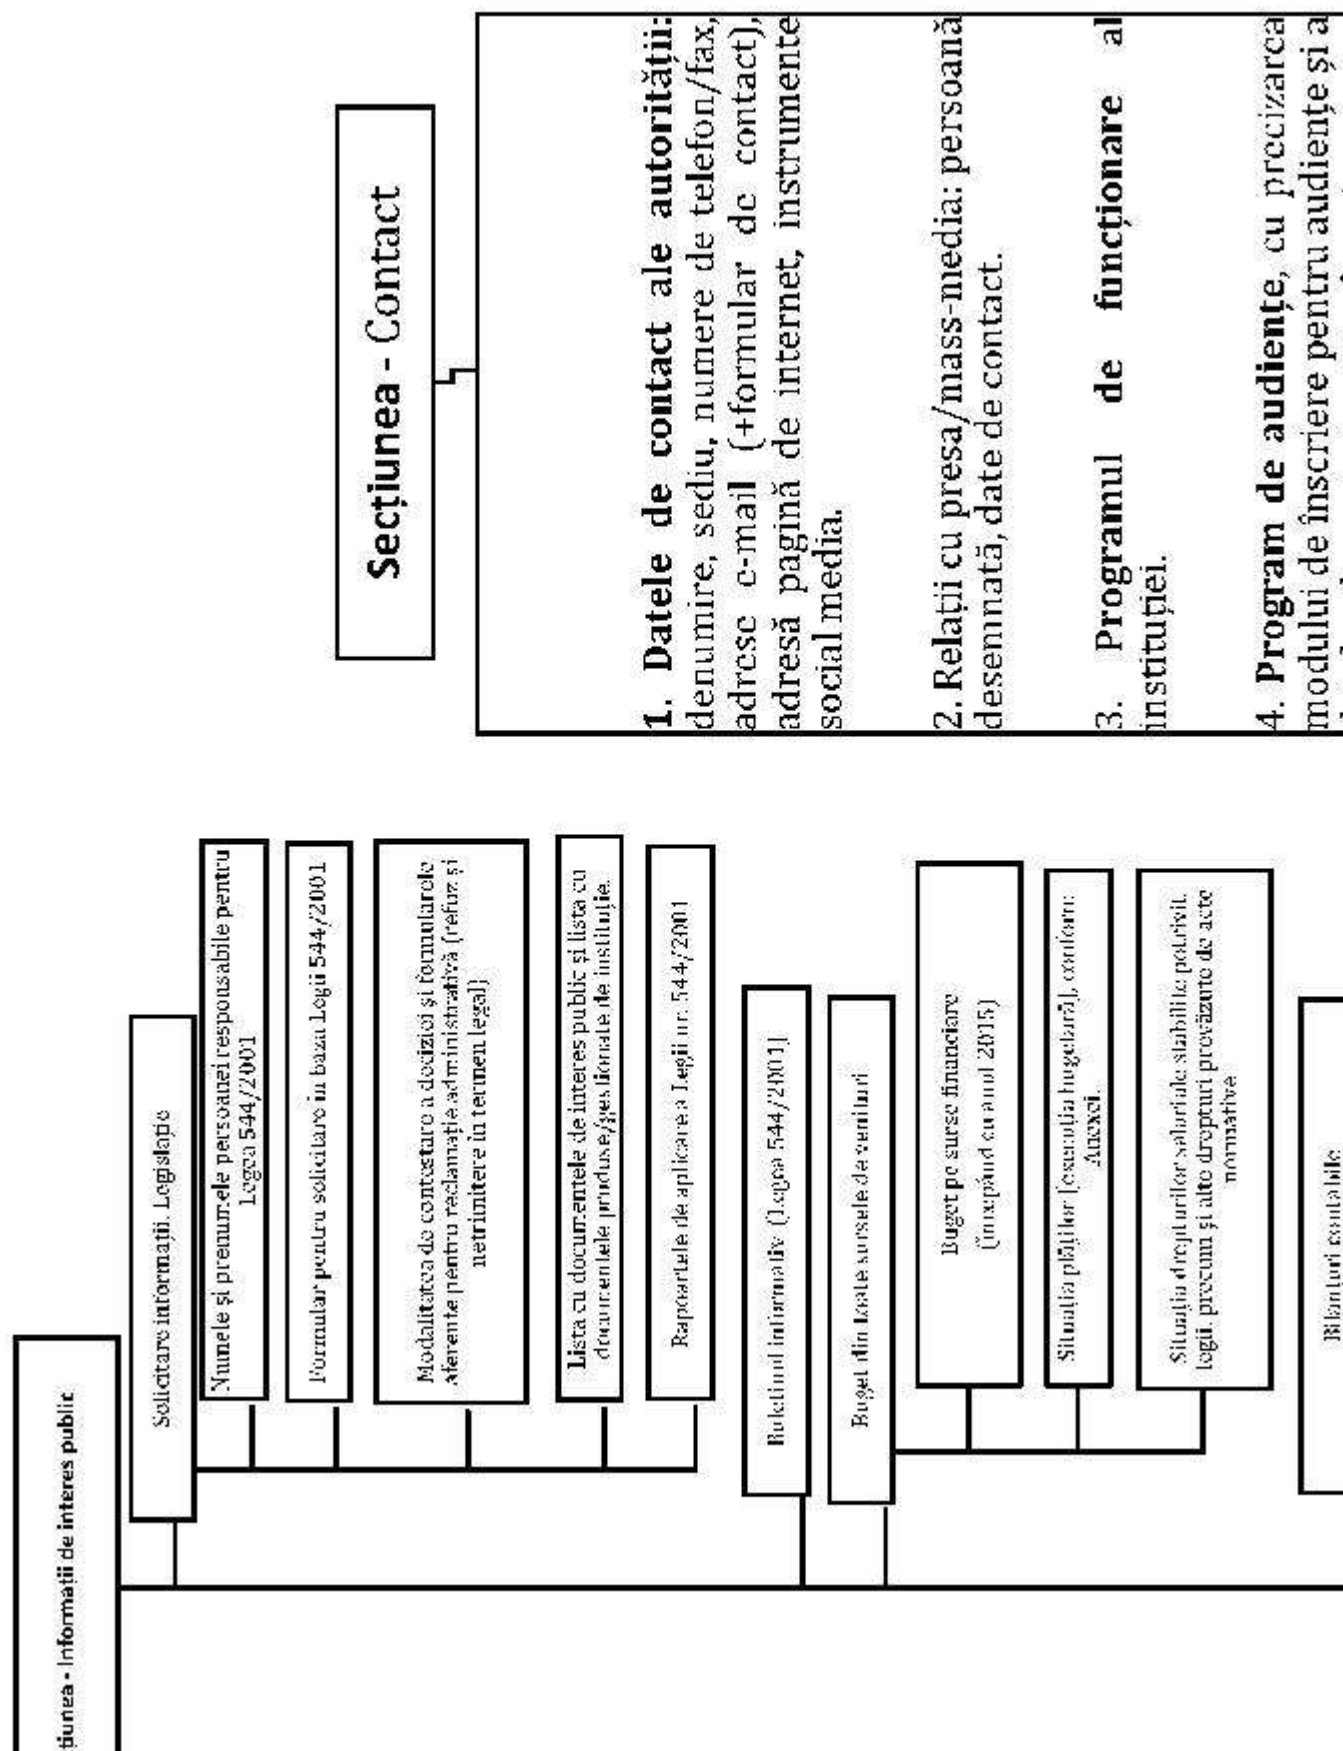 țiunea - Informații de interes public
Solicitare informații. Legislație
Numele și prenumele persoanei responsabile pentru
Legea 544/2001
Formular pentru solicitare în baza Legii 544/2001
Modalitatea de contestare a deciziei și formularele
aferente pentru reclamație administrativă (refuz și
netrimitere în termen legal)
Lista cu documentele de interes public și lista cu
documentele produse/gestionate de instituție.
Rapoartele de aplicare a Legii nr. 544/2001
Buletinul informativ (Legea 544/2001)
Buget din toate sursele de venituri
Buget pe surse financiare
(începând cu anul 2015)
Situația plăților (execuția bugetară), conform
Anexei.
Situația drepturilor salariale stabilite potrivit
legii, precum și alte drepturi prevăzute de acte
normative
Bilanțuri contabile
Secțiunea - Contact
1. Datele de contact ale autorității:
denumire, sediu, numere de telefon/fax,
adrese e-mail (+formular de contact),
adresă pagină de internet, instrumente
social media.
2. Relații cu presa/mass-media: persoană
desemnată, date de contact.
3. Programul de funcționare al
instituției.
4. Program de audiențe, cu precizarea
modului de înscriere pentru audiențe și a